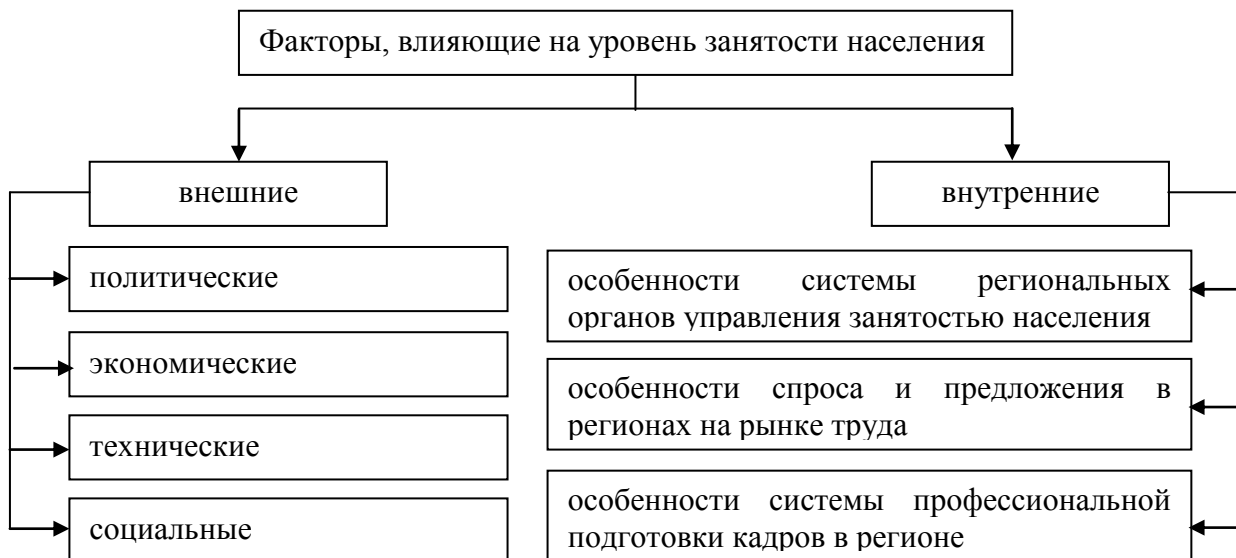 Факторы, влияющие на уровень занятости населения
внешние
внутренние
политические
экономические
технические
социальные
особенности системы региональных
органов управления занятостью населения
особенности спроса и предложения в
регионах на рынке труда
особенности системы профессиональной
подготовки кадров в регионе